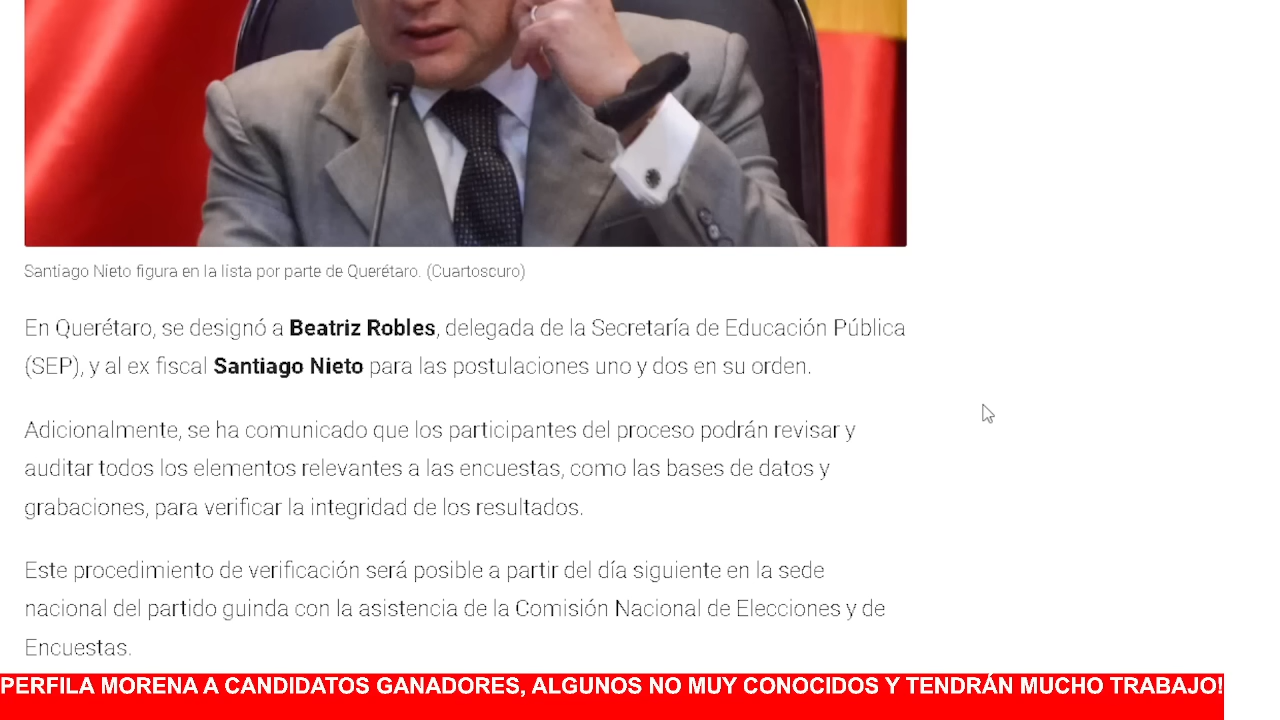 Santiago Nieto figura en la lista por parte de Querétaro. (Cuartoscuro)
En Querétaro, se designó a Beatriz Robles, delegada de la Secretaría de Educación Pública
(SEP), y al ex fiscal Santiago Nieto para las postulaciones uno y dos en su orden.
Adicionalmente, se ha comunicado que los participantes del proceso podrán revisar y
auditar todos los elementos relevantes a las encuestas, como las bases de datos y
grabaciones, para verificar la integridad de los resultados.
Este procedimiento de verificación será posible a partir del día siguiente en la sede
nacional del partido guinda con la asistencia de la Comisión Nacional de Elecciones y de
Encuestas.
PERFILA MORENA A CANDIDATOS GANADORES, ALGUNOS NO MUY CONOCIDOS Y TENDRÁN MUCHO TRABAJO!